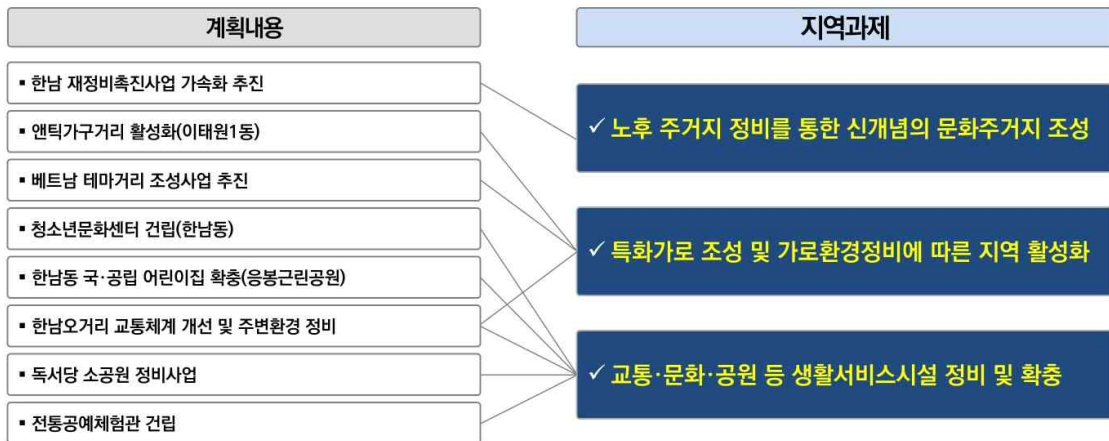 계획내용
▪ 한남 재정비촉진사업 가속화 추진
▪ 앤틱가구거리 활성화(이태원1동)
▪ 베트남 테마거리 조성사업 추진
▪ 청소년문화센터 건립(한남동)
▪ 한남동 국·공립 어린이집 확충(응봉근린공원)
▪ 한남오거리 교통체계 개선 및 주변환경 정비
▪ 독서당 소공원 정비사업
▪ 전통공예체험관 건립
지역과제
✓ 노후 주거지 정비를 통한 신개념의 문화주거지 조성
✓ 특화가로 조성 및 가로환경정비에 따른 지역 활성화
✓ 교통·문화·공원 등 생활서비스시설 정비 및 확충